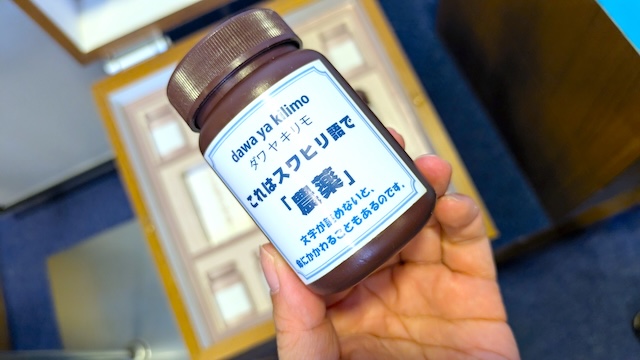 dawa ya kilimo
ダワ ヤ キリモ
これはスワヒリ語で
「農薬」
文字が読めないと、
命にかかわることもあるのです。